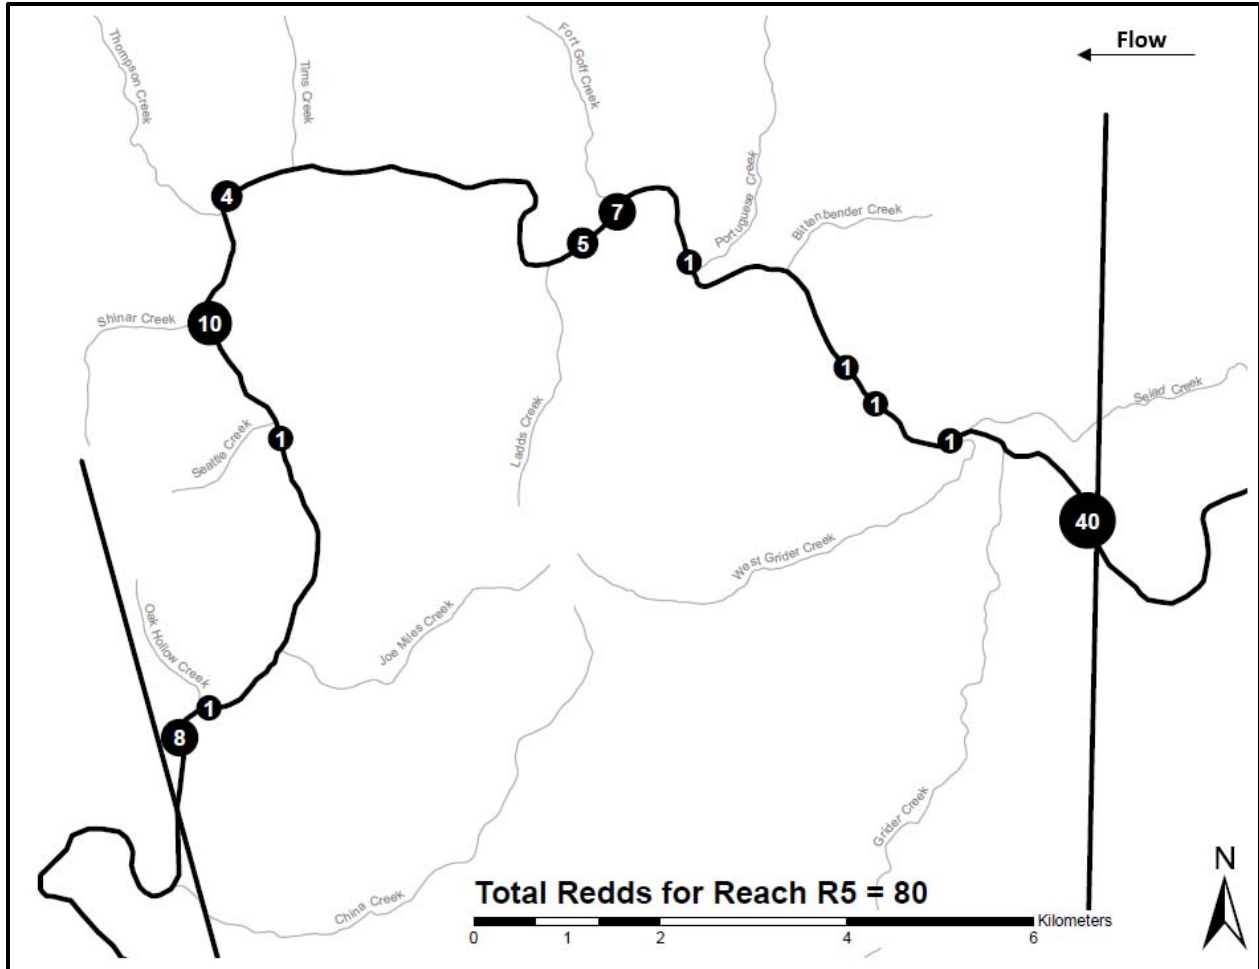 Flow
Thompson Creek
Tims Creek
Fort Goff Creek
Portuguese Creek
Bittenbender Creek
4
7
5
1
Shinar Creek
10
1
1
Seiad Creek
Seattle Creek
1
Ladds Creek
1
40
West Grider Creek
Oak Hollow Creek
Joe Miles Creek
1
8
Grider Creek
China Creek
N
Total Redds for Reach R5 = 80
Kilometers
0 1 2 4 6